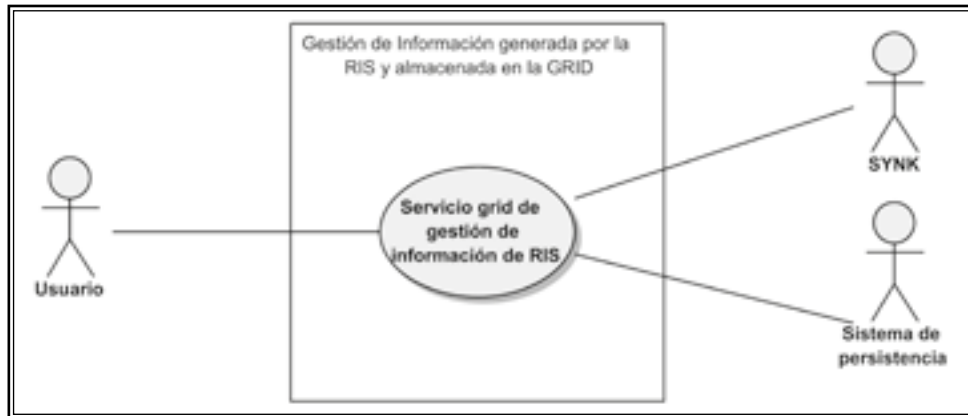 Gestión de Información generada por la
RIS y almacenada en la GRID
SYNK
Servicio grid de
gestión de
información de RIS
Usuario
Sistema de
persistencia